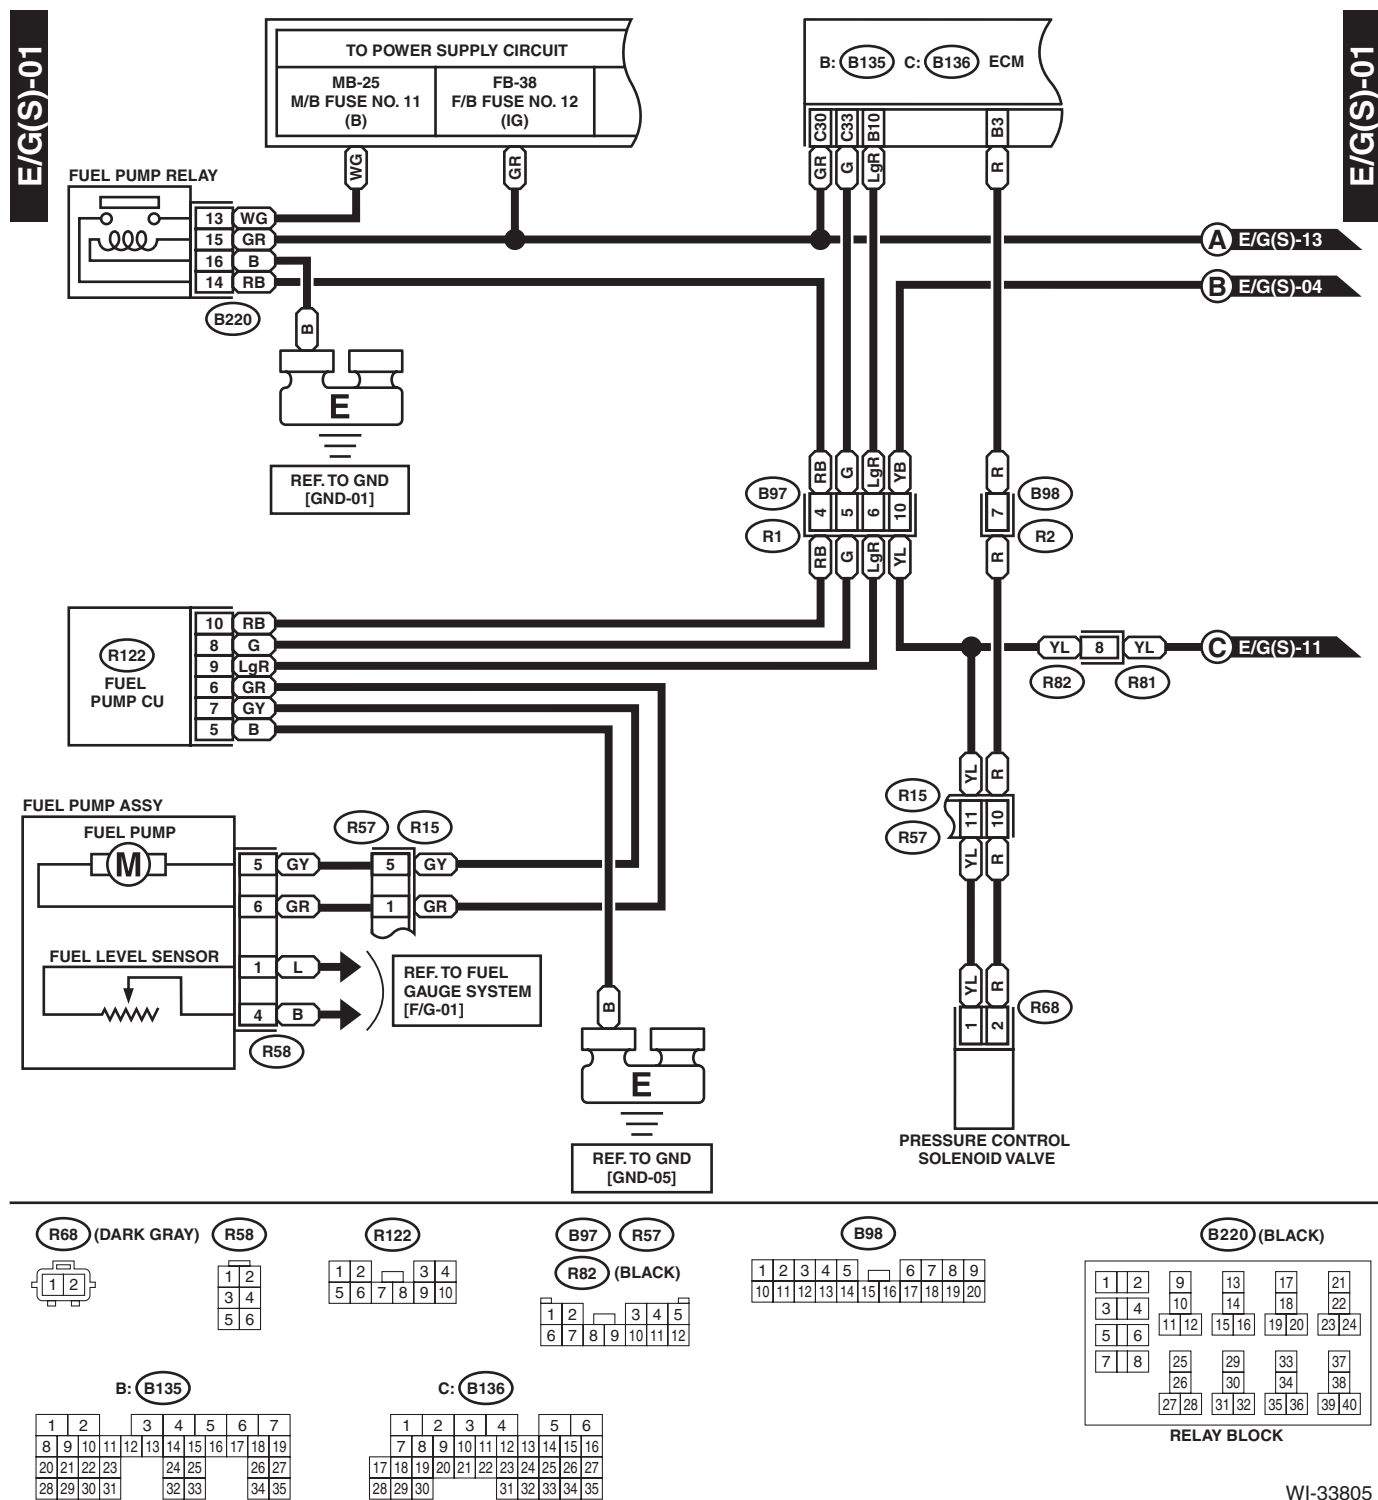 E/G(S)-01
E/G(S)-01
TO POWER SUPPLY CIRCUIT
MB-25
M/B FUSE NO. 11
(B)
FB-38
F/B FUSE NO. 12
(IG)
B: B135 C: B136 ECM
C30 C33 B10 B3
WG GR GR G LgR R
FUEL PUMP RELAY
13 WG
15 GR
16 B
14 RB
B220
A E/G(S)-13
B E/G(S)-04
B
E
REF. TO GND
[GND-01]
RB G LgR YB R
B97 4 5 6 10 7 B98
R1 R2
RB G LgR YL R
R122
FUEL
PUMP CU
10 RB
8 G
9 LgR
6 GR
7 GY
5 B
YL 8 YL C E/G(S)-11
R82 R81
YL R
R15
11 10
R57
YL R
FUEL PUMP ASSY
FUEL PUMP
M
R57 R15
5 GY 5 GY
6 GR 1 GR
FUEL LEVEL SENSOR
1 L
4 B
R58
REF. TO FUEL
GAUGE SYSTEM
[F/G-01]
B
E
REF. TO GND
[GND-05]
YL R
R68
1 2
PRESSURE CONTROL
SOLENOID VALVE
R68 (DARK GRAY)
1 2
R58
1 2
3 4
5 6
R122
1 2 3 4
5 6 7 8 9 10
B97 R57
R82 (BLACK)
1 2 3 4 5
6 7 8 9 10 11 12
B98
1 2 3 4 5 6 7 8 9
10 11 12 13 14 15 16 17 18 19 20
B220 (BLACK)
1 2 9 13 17 21
3 4 10 14 18 22
5 6 11 12 15 16 19 20 23 24
7 8 25 29 33 37
26 30 34 38
27 28 31 32 35 36 39 40
RELAY BLOCK
B: B135
1 2 3 4 5 6 7
8 9 10 11 12 13 14 15 16 17 18 19
20 21 22 23 24 25 26 27
28 29 30 31 32 33 34 35
C: B136
1 2 3 4 5 6
7 8 9 10 11 12 13 14 15 16
17 18 19 20 21 22 23 24 25 26 27
28 29 30 31 32 33 34 35
WI-33805